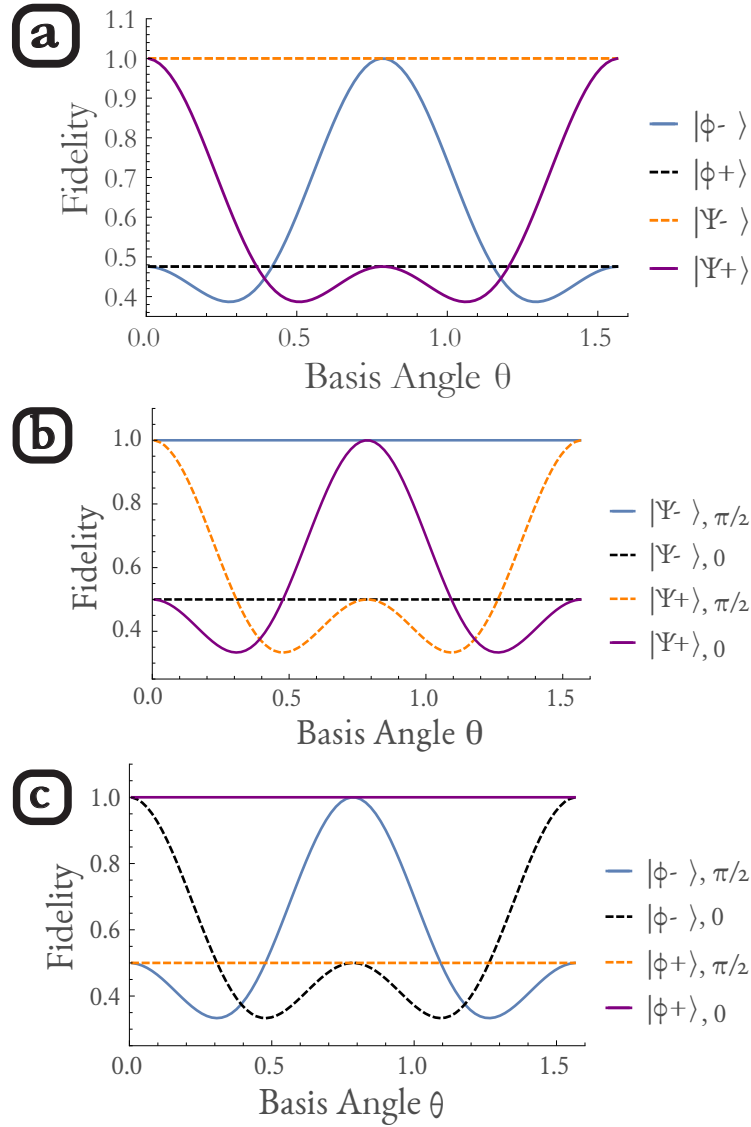 a
1.1
1.0
0.9
0.8
0.7
0.6
0.5
0.4
Fidelity
0.0 0.5 1.0 1.5
Basis Angle θ
|ϕ- ⟩
|ϕ+⟩
|Ψ- ⟩
|Ψ+⟩
b
1.0
0.8
0.6
0.4
Fidelity
0.0 0.5 1.0 1.5
Basis Angle θ
|Ψ- ⟩, π/2
|Ψ- ⟩, 0
|Ψ+⟩, π/2
|Ψ+⟩, 0
c
1.0
0.8
0.6
0.4
Fidelity
0.0 0.5 1.0 1.5
Basis Angle θ
|ϕ- ⟩, π/2
|ϕ- ⟩, 0
|ϕ+⟩, π/2
|ϕ+⟩, 0